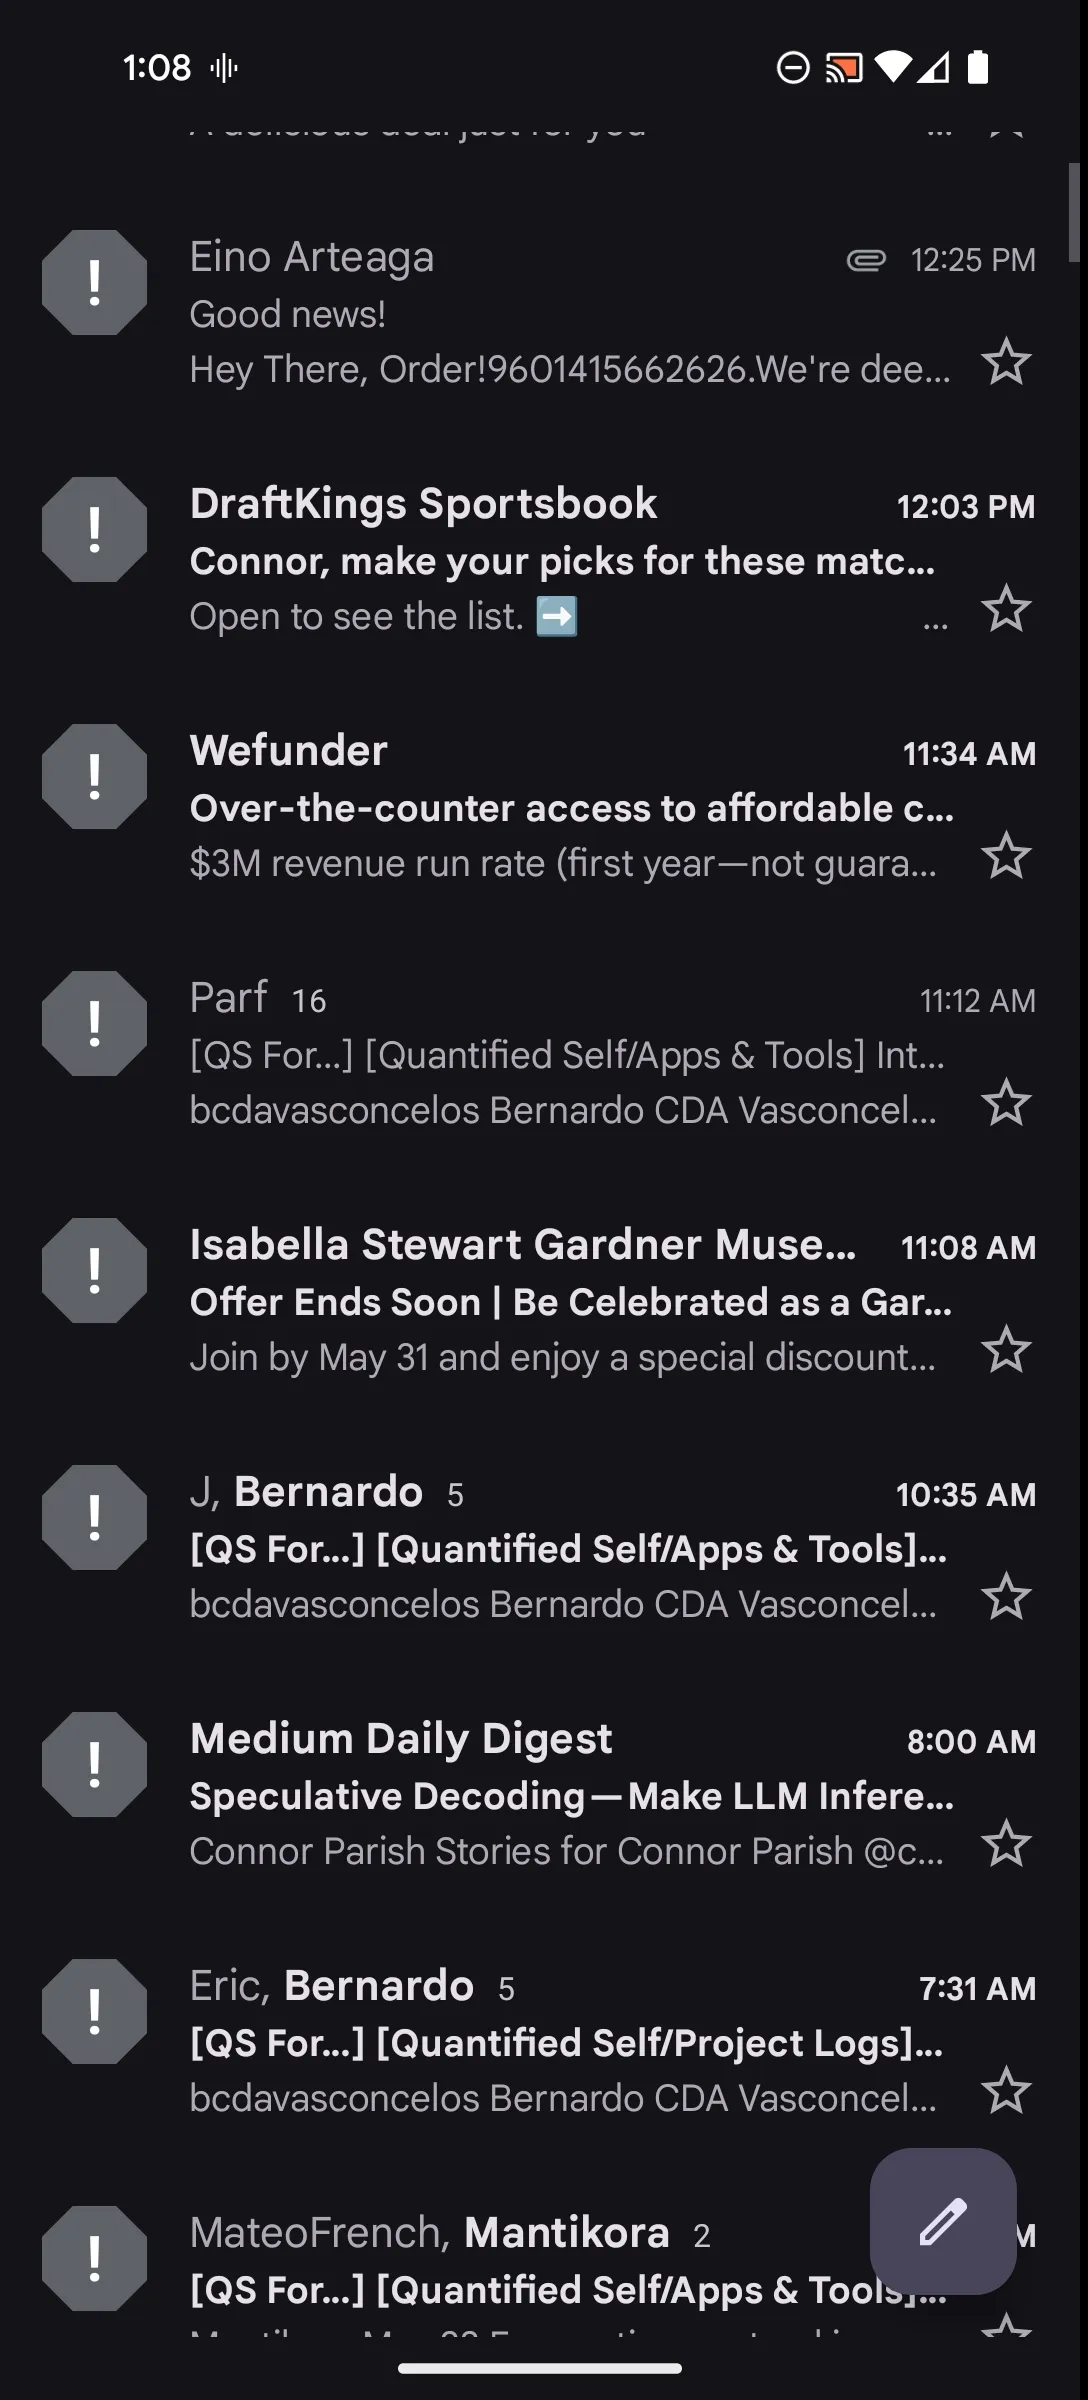 1:08
A delicious deal just for you ...
Eino Arteaga 12:25 PM
Good news!
Hey There, Order!9601415662626.We're dee...
DraftKings Sportsbook 12:03 PM
Connor, make your picks for these matc...
Open to see the list. ➡️ ...
Wefunder 11:34 AM
Over-the-counter access to affordable c...
$3M revenue run rate (first year—not guara...
Parf 16 11:12 AM
[QS For...] [Quantified Self/Apps & Tools] Int...
bcdavasconcelos Bernardo CDA Vasconcel...
Isabella Stewart Gardner Muse... 11:08 AM
Offer Ends Soon | Be Celebrated as a Gar...
Join by May 31 and enjoy a special discount...
J, Bernardo 5 10:35 AM
[QS For...] [Quantified Self/Apps & Tools]...
bcdavasconcelos Bernardo CDA Vasconcel...
Medium Daily Digest 8:00 AM
Speculative Decoding — Make LLM Infere...
Connor Parish Stories for Connor Parish @c...
Eric, Bernardo 5 7:31 AM
[QS For...] [Quantified Self/Project Logs]...
bcdavasconcelos Bernardo CDA Vasconcel...
MateoFrench, Mantikora 2 M
[QS For...] [Quantified Self/Apps & Tools]...